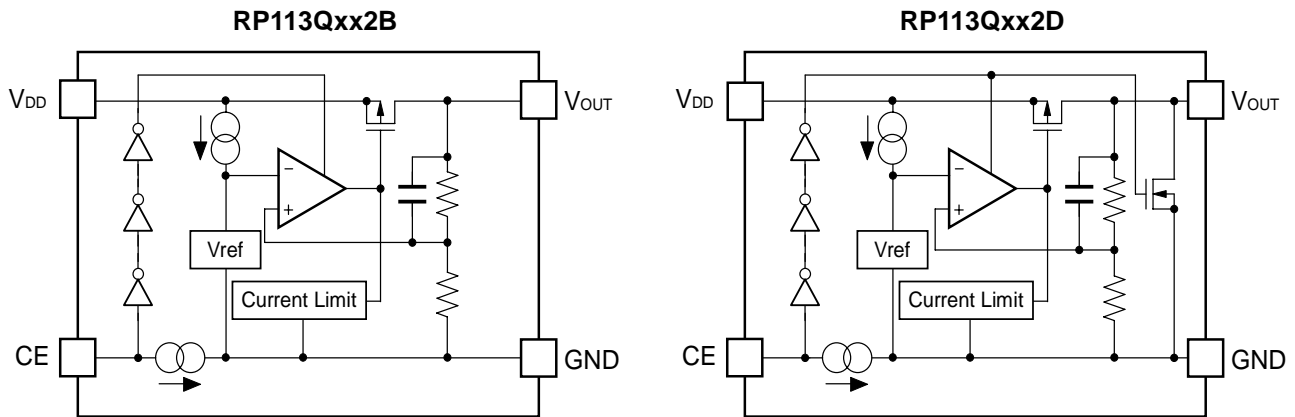 RP113Qxx2B
VDD
VOUT
−
+
Vref
Current Limit
CE
GND
RP113Qxx2D
VDD
VOUT
−
+
Vref
Current Limit
CE
GND